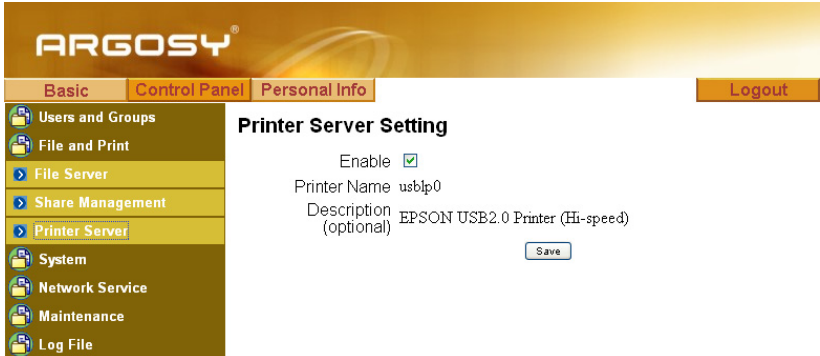 ARGOSY®
Basic Control Panel Personal Info Logout
Users and Groups
File and Print
File Server
Share Management
Printer Server
System
Network Service
Maintenance
Log File
Printer Server Setting
Enable
Printer Name usblp0
Description (optional) EPSON USB2.0 Printer (Hi-speed)
Save